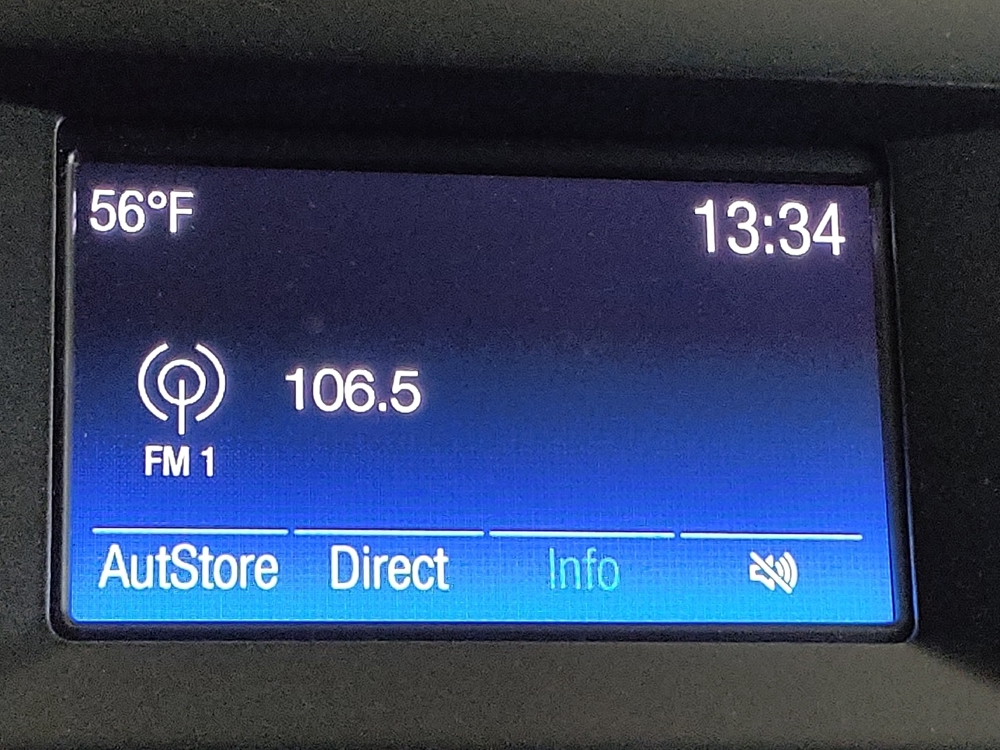 56°F 13:34
106.5
FM 1
AutStore Direct Info